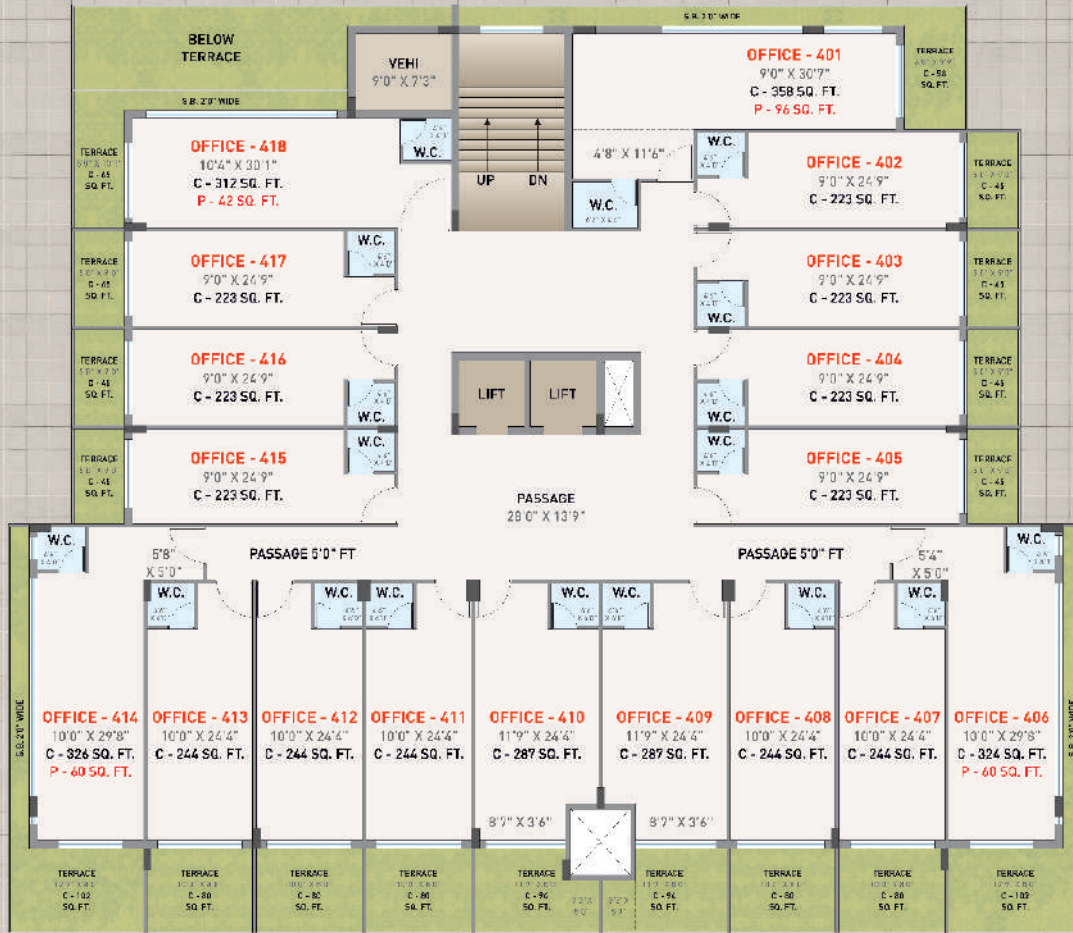 S.B. 2'0" WIDE
BELOW
TERRACE
VEHI
9'0" X 7'3"
OFFICE - 401
9'0" X 30'7"
C - 358 SQ. FT.
P - 96 SQ. FT.
TERRACE
C - 58
SQ. FT.
S.B. 2'0" WIDE
TERRACE
C - 65
SQ. FT.
OFFICE - 418
10'4" X 30'1"
C - 312 SQ. FT.
P - 42 SQ. FT.
W.C.
UP
DN
4'8" X 11'6"
W.C.
W.C.
OFFICE - 402
9'0" X 24'9"
C - 223 SQ. FT.
TERRACE
C - 45
SQ. FT.
TERRACE
C - 45
SQ. FT.
OFFICE - 417
9'0" X 24'9"
C - 223 SQ. FT.
W.C.
OFFICE - 403
9'0" X 24'9"
C - 223 SQ. FT.
W.C.
TERRACE
C - 45
SQ. FT.
TERRACE
C - 45
SQ. FT.
OFFICE - 416
9'0" X 24'9"
C - 223 SQ. FT.
W.C.
LIFT
LIFT
OFFICE - 404
9'0" X 24'9"
C - 223 SQ. FT.
W.C.
TERRACE
C - 45
SQ. FT.
TERRACE
C - 45
SQ. FT.
OFFICE - 415
9'0" X 24'9"
C - 223 SQ. FT.
W.C.
W.C.
OFFICE - 405
9'0" X 24'9"
C - 223 SQ. FT.
TERRACE
C - 45
SQ. FT.
PASSAGE
28'0" X 13'9"
W.C.
5'8"
X 5'0"
PASSAGE 5'0" FT
PASSAGE 5'0" FT
5'4"
X 5'0"
W.C.
W.C.
W.C.
W.C.
W.C.
W.C.
W.C.
W.C.
S.B. 2'0" WIDE
OFFICE - 414
10'0" X 29'8"
C - 326 SQ. FT.
P - 60 SQ. FT.
OFFICE - 413
10'0" X 24'4"
C - 244 SQ. FT.
OFFICE - 412
10'0" X 24'4"
C - 244 SQ. FT.
OFFICE - 411
10'0" X 24'4"
C - 244 SQ. FT.
OFFICE - 410
11'9" X 24'4"
C - 287 SQ. FT.
OFFICE - 409
11'9" X 24'4"
C - 287 SQ. FT.
OFFICE - 408
10'0" X 24'4"
C - 244 SQ. FT.
OFFICE - 407
10'0" X 24'4"
C - 244 SQ. FT.
OFFICE - 406
10'0" X 29'8"
C - 324 SQ. FT.
P - 60 SQ. FT.
S.B. 2'0" WIDE
8'7" X 3'6"
8'7" X 3'6"
TERRACE
C - 102
SQ. FT.
TERRACE
C - 80
SQ. FT.
TERRACE
C - 80
SQ. FT.
TERRACE
C - 80
SQ. FT.
TERRACE
C - 94
SQ. FT.
TERRACE
C - 94
SQ. FT.
TERRACE
C - 80
SQ. FT.
TERRACE
C - 80
SQ. FT.
TERRACE
C - 102
SQ. FT.